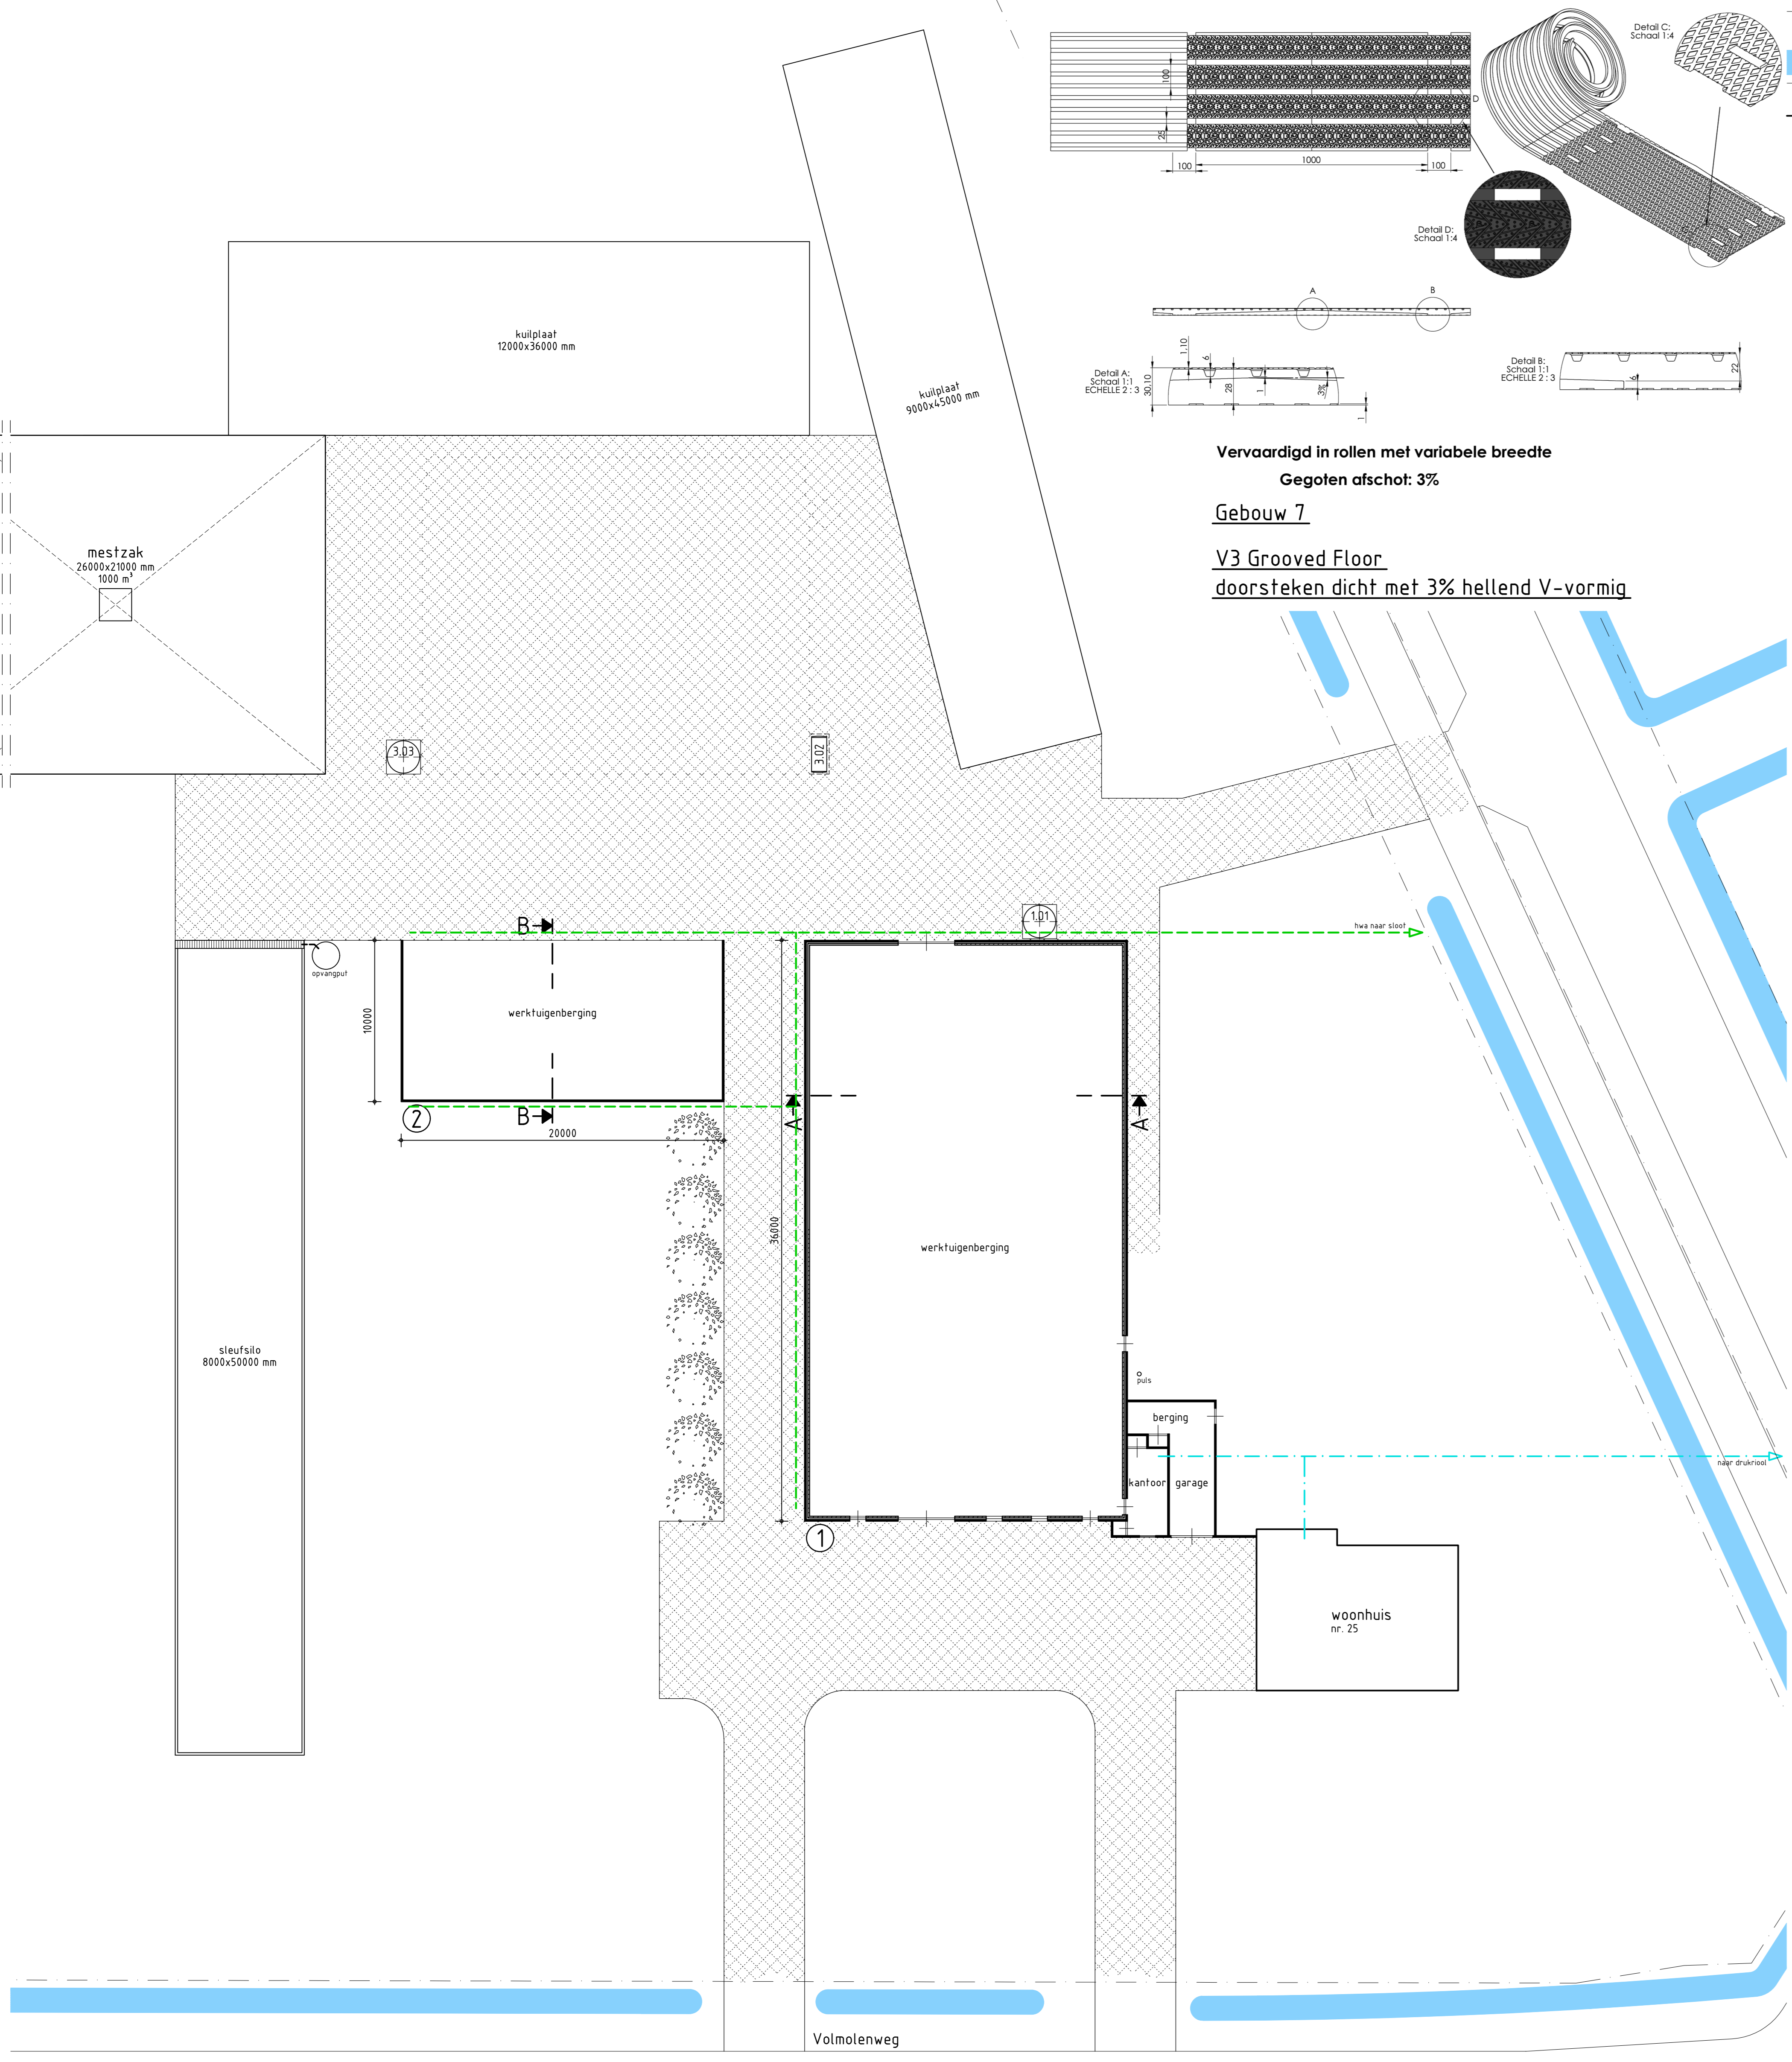 Detail C:
Schaal 1:4
100
25
D
100
1000
100
Detail D:
Schaal 1:4
C
A
B
Detail A:
Schaal 1:1
ECHELLE 2 : 3
30,10
1,10
6
28
1
3%
1
Detail B:
Schaal 1:1
ECHELLE 2 : 3
6
22
Vervaardigd in rollen met variabele breedte
Gegoten afschot: 3%
Gebouw 7
V3 Grooved Floor
doorsteken dicht met 3% hellend V-vormig
kuilplaat
12000x36000 mm
kuilplaat
9000x45000 mm
mestzak
26000x21000 mm
1000 m³
3.03
3.02
1.01
hwa naar sloot
B
opvangput
10000
werktuigenberging
B
2
20000
A
A
36000
werktuigenberging
sleufsilo
8000x50000 mm
puls
berging
kantoor
garage
naar drukriool
1
woonhuis
nr. 25
Volmolenweg